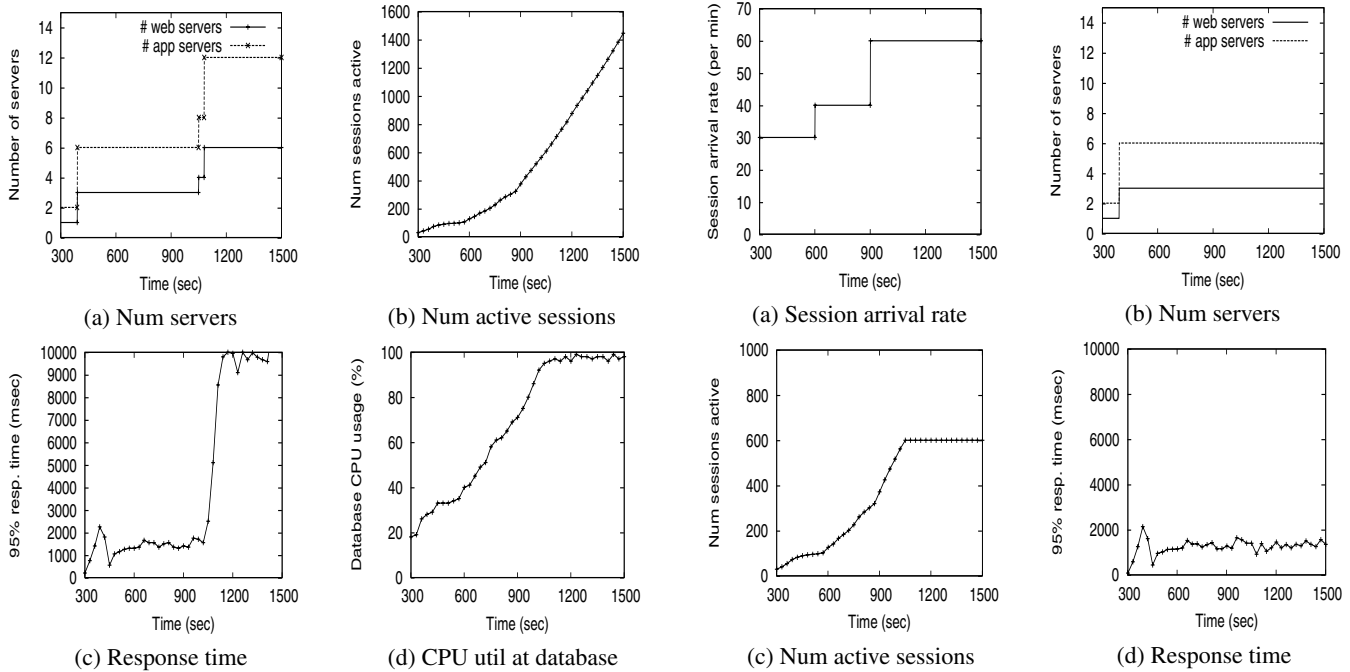 # web servers
# app servers
Number of servers
14
12
10
8
6
4
2
0
300 600 900 1200 1500
Time (sec)
(a) Num servers
Num sessions active
1600
1400
1200
1000
800
600
400
200
0
300 600 900 1200 1500
Time (sec)
(b) Num active sessions
Session arrival rate (per min)
80
70
60
50
40
30
20
10
0
300 600 900 1200 1500
Time (sec)
(a) Session arrival rate
# web servers
# app servers
Number of servers
14
12
10
8
6
4
2
0
300 600 900 1200 1500
Time (sec)
(b) Num servers
95% resp. time (msec)
10000
9000
8000
7000
6000
5000
4000
3000
2000
1000
0
300 600 900 1200 1500
Time (sec)
(c) Response time
Database CPU usage (%)
100
80
60
40
20
0
300 600 900 1200 1500
Time (sec)
(d) CPU util at database
Num sessions active
1000
800
600
400
200
0
300 600 900 1200 1500
Time (sec)
(c) Num active sessions
95% resp. time (msec)
10000
8000
6000
4000
2000
0
300 600 900 1200 1500
Time (sec)
(d) Response time